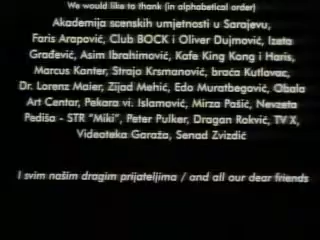 We would like to thank (in alphabetical order)
Akademija scenskih umjetnosti u Sarajevu,
Faris Arapović, Club BOCK i Oliver Dujmović, Izeta
Građević, Asim Ibrahimović, Kafe King Kong i Haris,
Marcus Kanter, Strajo Krsmanović, braća Kutlovac,
Dr. Lorenz Maier, Zijad Mehić, Edo Muratbegović, Obala
Art Centar, Pekara vi. Islamović, Mirza Pašić, Nevzeta
Pediša - STR "Miki", Peter Pulker, Dragan Rokvić, TV X,
Videoteka Garaža, Senad Zvizdić
I svim našim dragim prijateljima / and all our dear friends